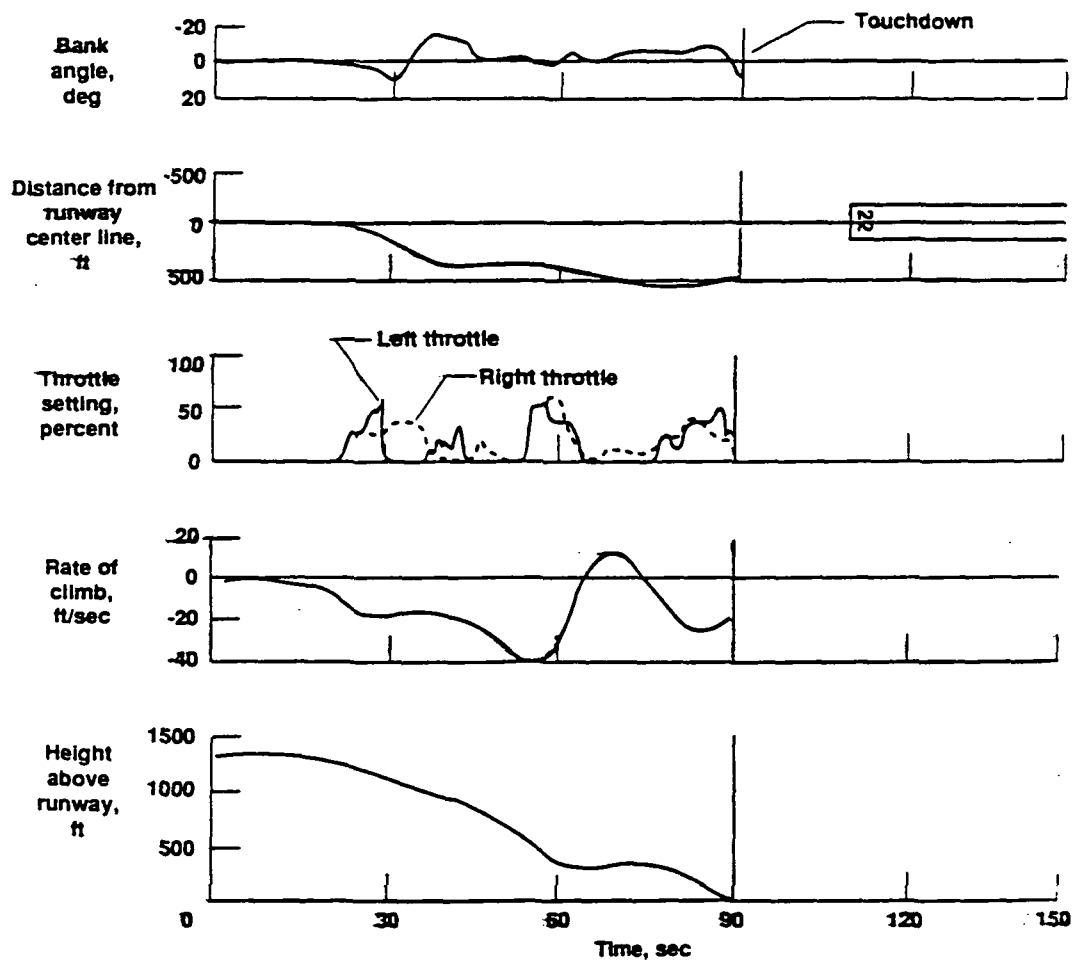 Touchdown
-20
Bank
angle,
deg
0
20
-500
Distance from
runway
center line,
ft
0
500
22
Left throttle
Right throttle
100
Throttle
setting,
percent
50
0
20
Rate of
climb,
ft/sec
0
-20
-40
1500
Height
above
runway,
ft
1000
500
0
30
60
90
120
150
Time, sec